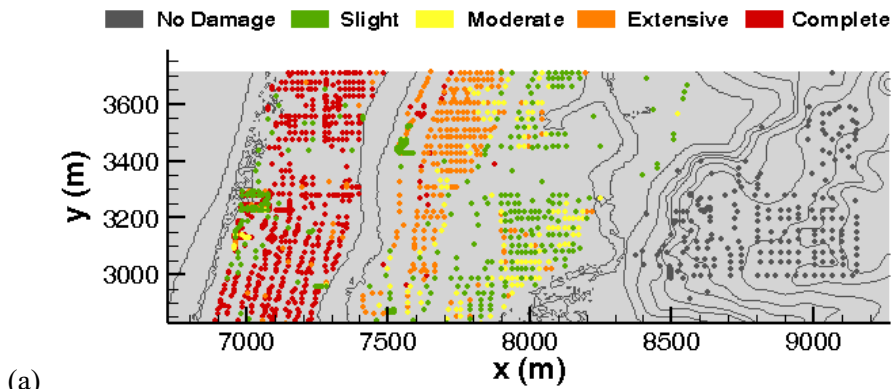 No Damage Slight Moderate Extensive Complete
3600
3400
3200
3000
y (m)
7000 7500 8000 8500 9000
x (m)
(a)